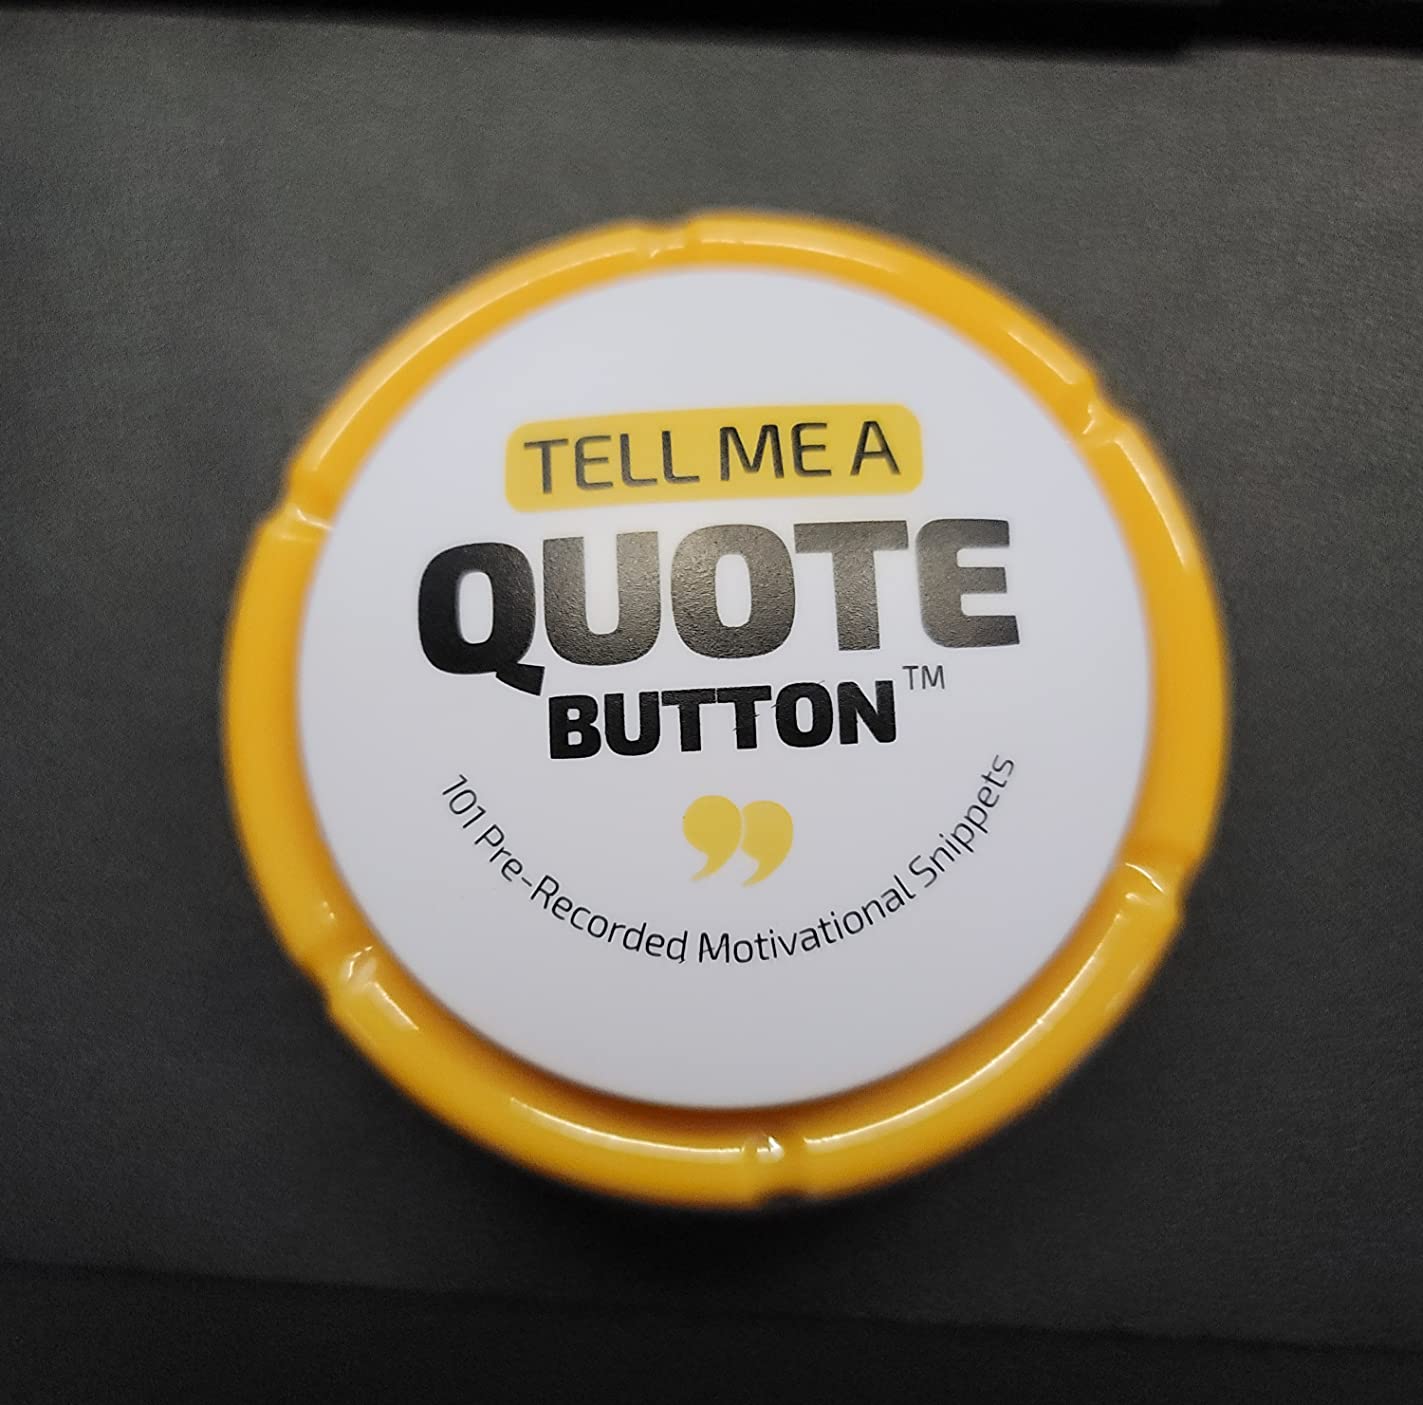 TELL ME A
QUOTE
BUTTON™
101 Pre-Recorded Motivational Snippets